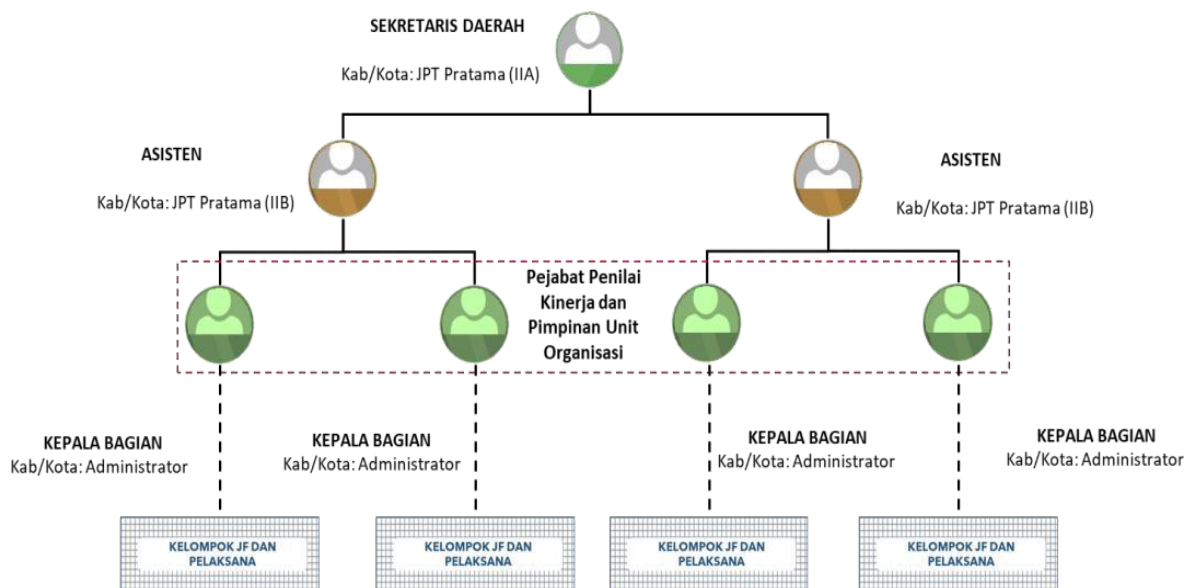 SEKRETARIS DAERAH
Kab/Kota: JPT Pratama (IIA)
ASISTEN
Kab/Kota: JPT Pratama (IIB)
ASISTEN
Kab/Kota: JPT Pratama (IIB)
Pejabat Penilai
Kinerja dan
Pimpinan Unit
Organisasi
KEPALA BAGIAN
Kab/Kota: Administrator
KEPALA BAGIAN
Kab/Kota: Administrator
KEPALA BAGIAN
Kab/Kota: Administrator
KEPALA BAGIAN
Kab/Kota: Administrator
KELOMPOK JF DAN
PELAKSANA
KELOMPOK JF DAN
PELAKSANA
KELOMPOK JF DAN
PELAKSANA
KELOMPOK JF DAN
PELAKSANA